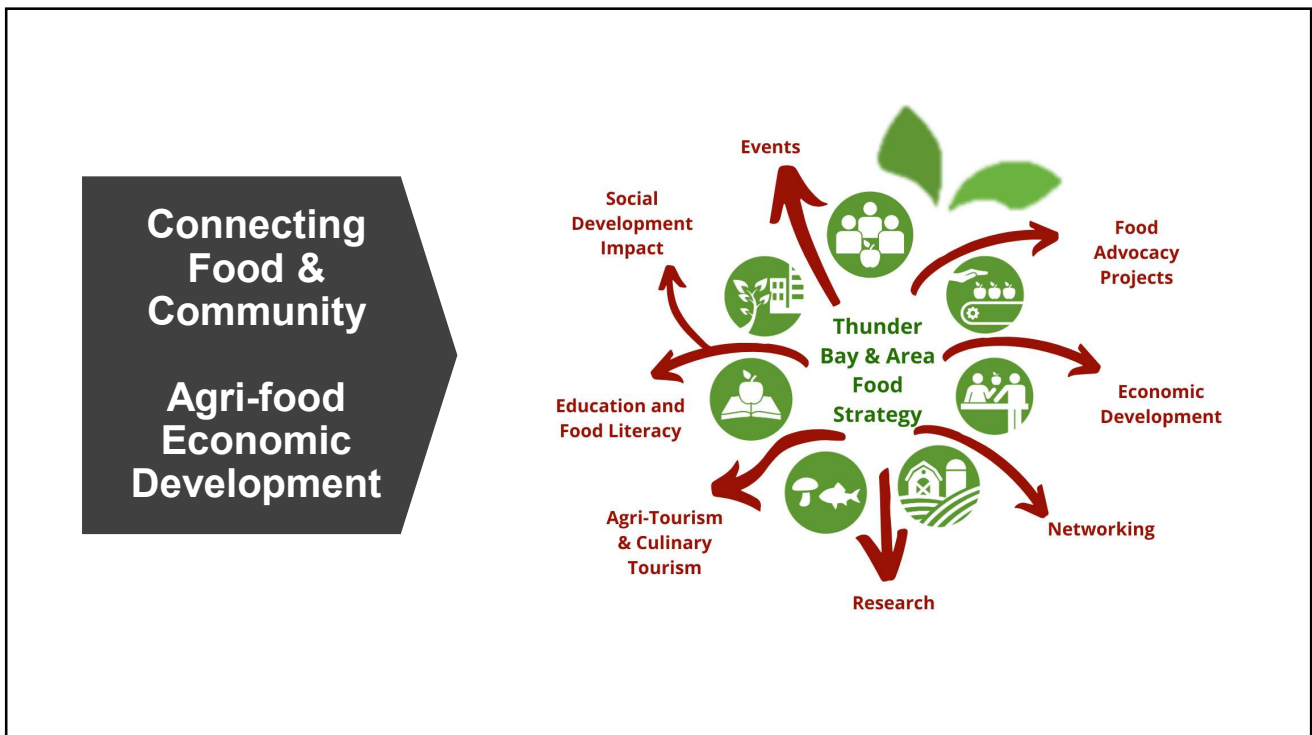 Connecting
Food &
Community
Agri-food
Economic
Development
Events
Social
Development
Impact
Food
Advocacy
Projects
Thunder
Bay & Area
Food
Strategy
Education and
Food Literacy
Economic
Development
Agri-Tourism
& Culinary
Tourism
Networking
Research